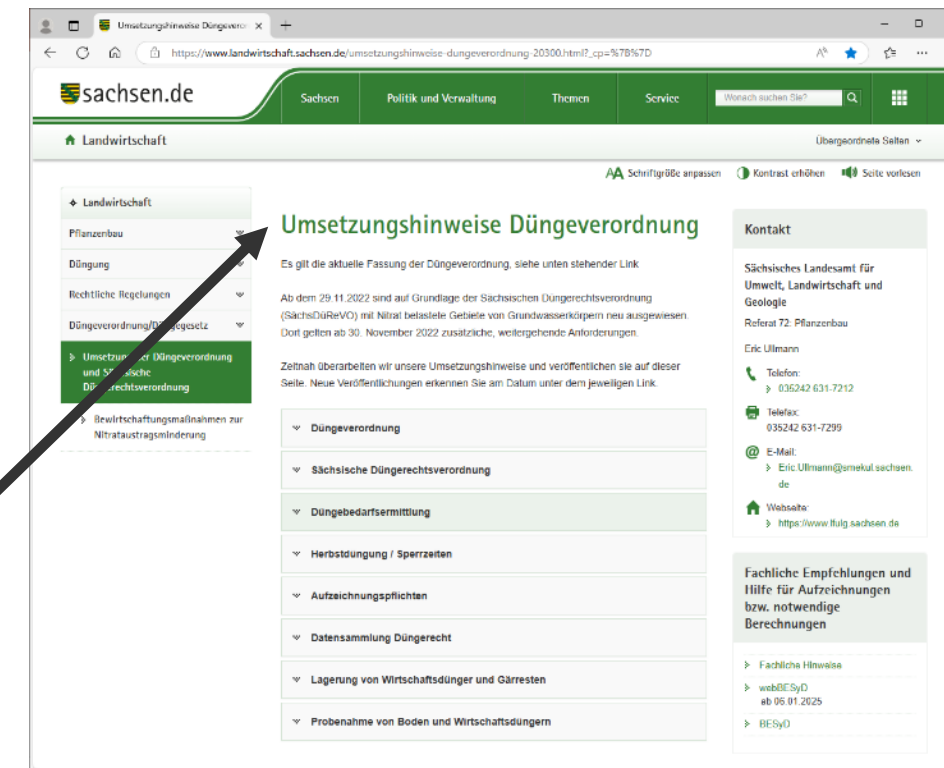 Umsetzungshinweise Düngeveror
https://www.landwirtschaft.sachsen.de/umsetzungshinweise-dungeverordnung-20300.html?_cp=%7B%7D
sachsen.de
Sachsen Politik und Verwaltung Themen Service Wonach suchen Sie?
Landwirtschaft
Übergeordnete Seiten
AA Schriftgröße anpassen Kontrast erhöhen Seite vorlesen
Landwirtschaft
Pflanzenbau
Düngung
Rechtliche Regelungen
Düngeverordnung/Düngegesetz
Umsetzung der Düngeverordnung
und Sächsische
Düngerechtsverordnung
Bewirtschaftungsmaßnahmen zur
Nitrataustragsminderung
Umsetzungshinweise Düngeverordnung
Es gilt die aktuelle Fassung der Düngeverordnung, siehe unten stehender Link
Ab dem 29.11.2022 sind auf Grundlage der Sächsischen Düngerechtsverordnung
(SächsDüReVO) mit Nitrat belastete Gebiete von Grundwasserkörpern neu ausgewiesen.
Dort gelten ab 30. November 2022 zusätzliche, weitergehende Anforderungen.
Zeitnah überarbeiten wir unsere Umsetzungshinweise und veröffentlichen sie auf dieser
Seite. Neue Veröffentlichungen erkennen Sie am Datum unter dem jeweiligen Link.
Düngeverordnung
Sächsische Düngerechtsverordnung
Düngebedarfsermittlung
Herbstdüngung / Sperrzeiten
Aufzeichnungspflichten
Datensammlung Düngerecht
Lagerung von Wirtschaftsdünger und Gärresten
Probenahme von Boden und Wirtschaftsdüngern
Kontakt
Sächsisches Landesamt für
Umwelt, Landwirtschaft und
Geologie
Referat 72: Pflanzenbau
Eric Ullmann
Telefon:
035242 631-7212
Telefax:
035242 631-7299
E-Mail:
Eric.Ullmann@smekul.sachsen.
de
Webseite:
https://www.lfulg.sachsen.de
Fachliche Empfehlungen und
Hilfe für Aufzeichnungen
bzw. notwendige
Berechnungen
Fachliche Hinweise
webBESyD
ab 06.01.2025
BESyD